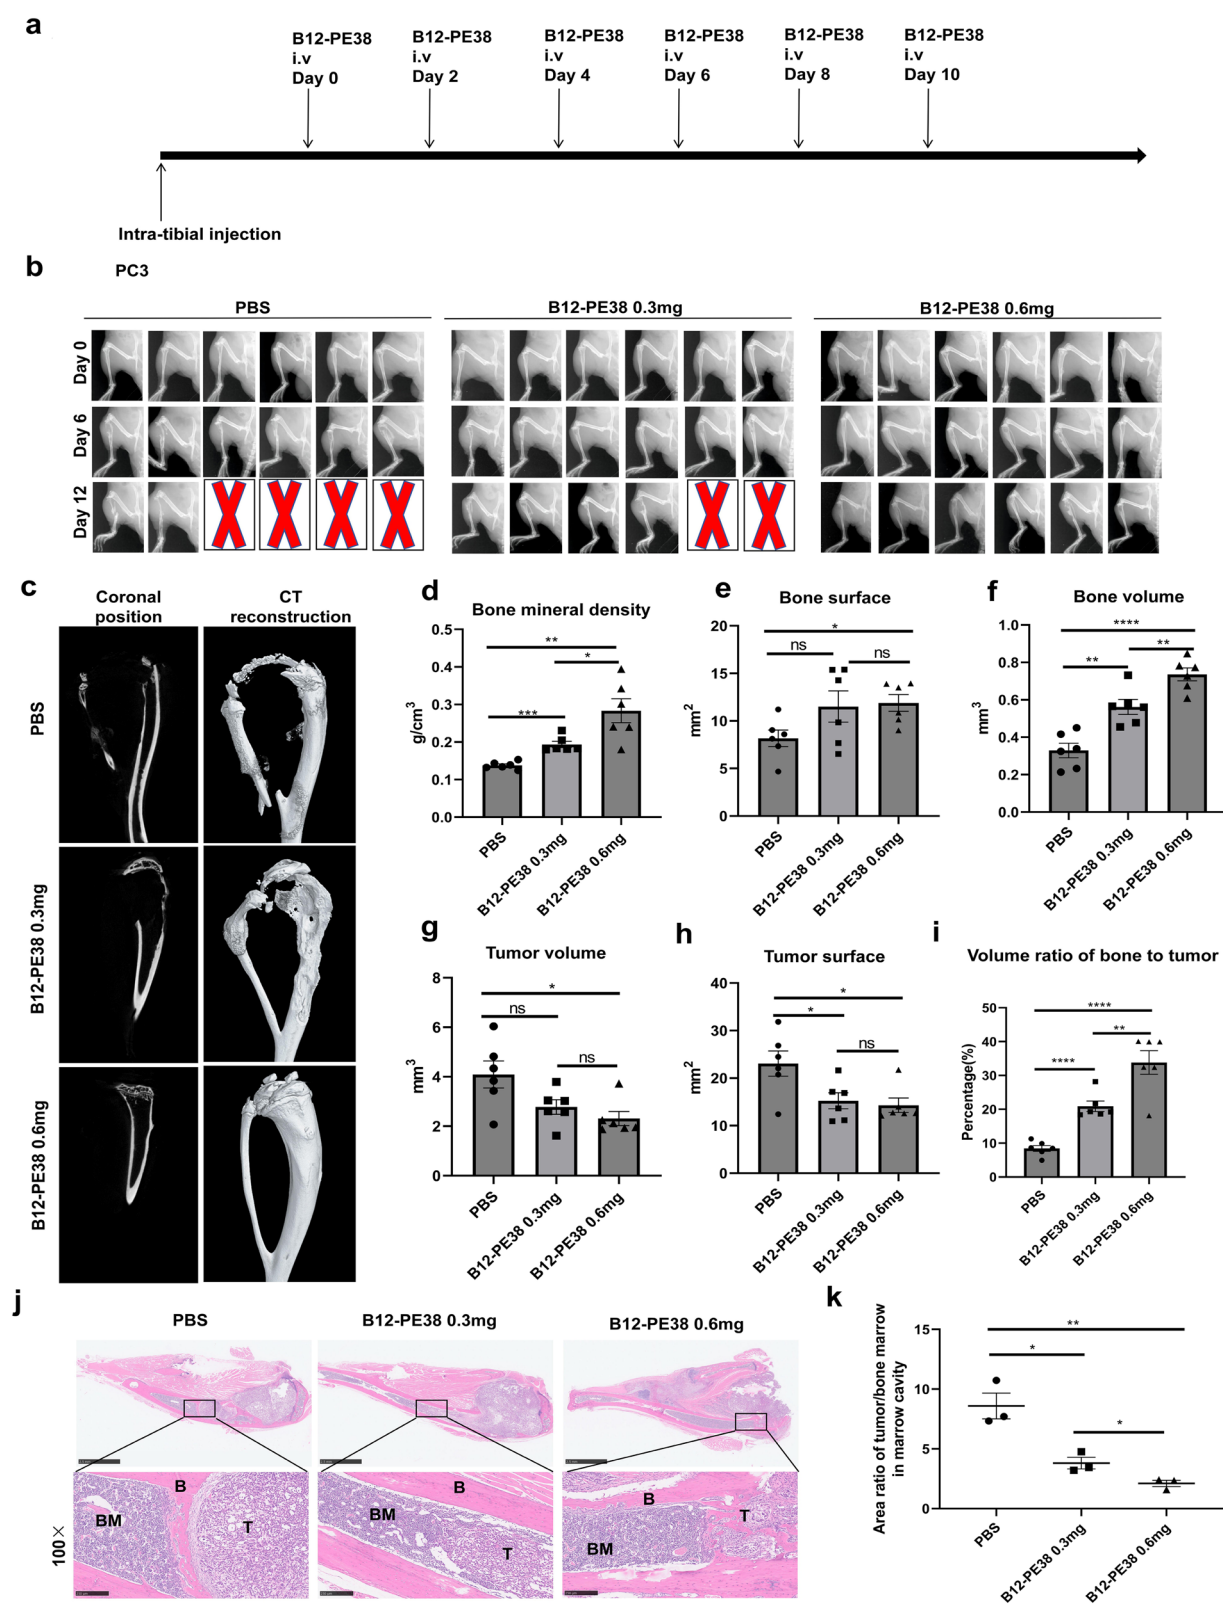 a
B12-PE38 B12-PE38 B12-PE38 B12-PE38 B12-PE38 B12-PE38
i.v i.v i.v i.v i.v i.v
Day 0 Day 2 Day 4 Day 6 Day 8 Day 10
Intra-tibial injection
b
PC3
PBS B12-PE38 0.3mg B12-PE38 0.6mg
Day 0
Day 6
Day 12
c
Coronal position
CT reconstruction
PBS
B12-PE38 0.3mg
B12-PE38 0.6mg
d
Bone mineral density
g/cm³
0.5
0.4
0.3
0.2
0.1
0.0
**
*
***
PBS
B12-PE38 0.3mg
B12-PE38 0.6mg
e
Bone surface
mm²
20
15
10
5
0
*
ns
ns
PBS
B12-PE38 0.3mg
B12-PE38 0.6mg
f
Bone volume
mm³
1.0
0.8
0.6
0.4
0.2
0.0
****
**
**
PBS
B12-PE38 0.3mg
B12-PE38 0.6mg
g
Tumor volume
mm³
8
6
4
2
0
*
ns
ns
PBS
B12-PE38 0.3mg
B12-PE38 0.6mg
h
Tumor surface
mm²
40
30
20
10
0
*
*
ns
PBS
B12-PE38 0.3mg
B12-PE38 0.6mg
i
Volume ratio of bone to tumor
Percentage(%)
50
40
30
20
10
0
****
**
****
PBS
B12-PE38 0.3mg
B12-PE38 0.6mg
j
PBS B12-PE38 0.3mg B12-PE38 0.6mg
100×
BM B T
BM B T
BM B T
k
Area ratio of tumor/bone marrow
in marrow cavity
15
10
5
0
**
*
*
PBS
B12-PE38 0.3mg
B12-PE38 0.6mg